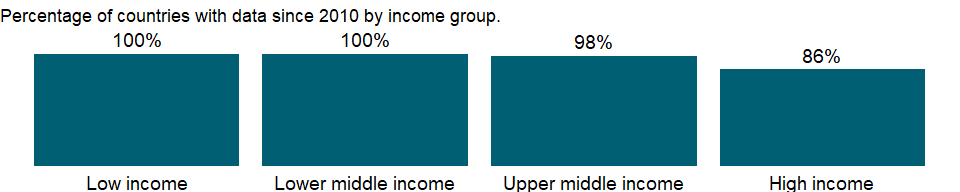 Percentage of countries with data since 2010 by income group.
100% 100% 98% 86%
Low income Lower middle income Upper middle income High income